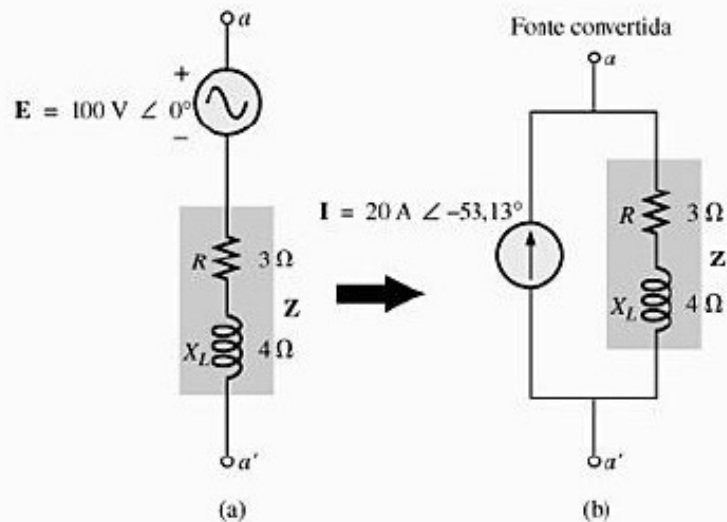 a
+
E = 100 V ∠ 0°
−
R 3 Ω
Z
X_L 4 Ω
a'
(a)
Fonte convertida
a
I = 20 A ∠ −53,13°
R 3 Ω
Z
X_L 4 Ω
a'
(b)